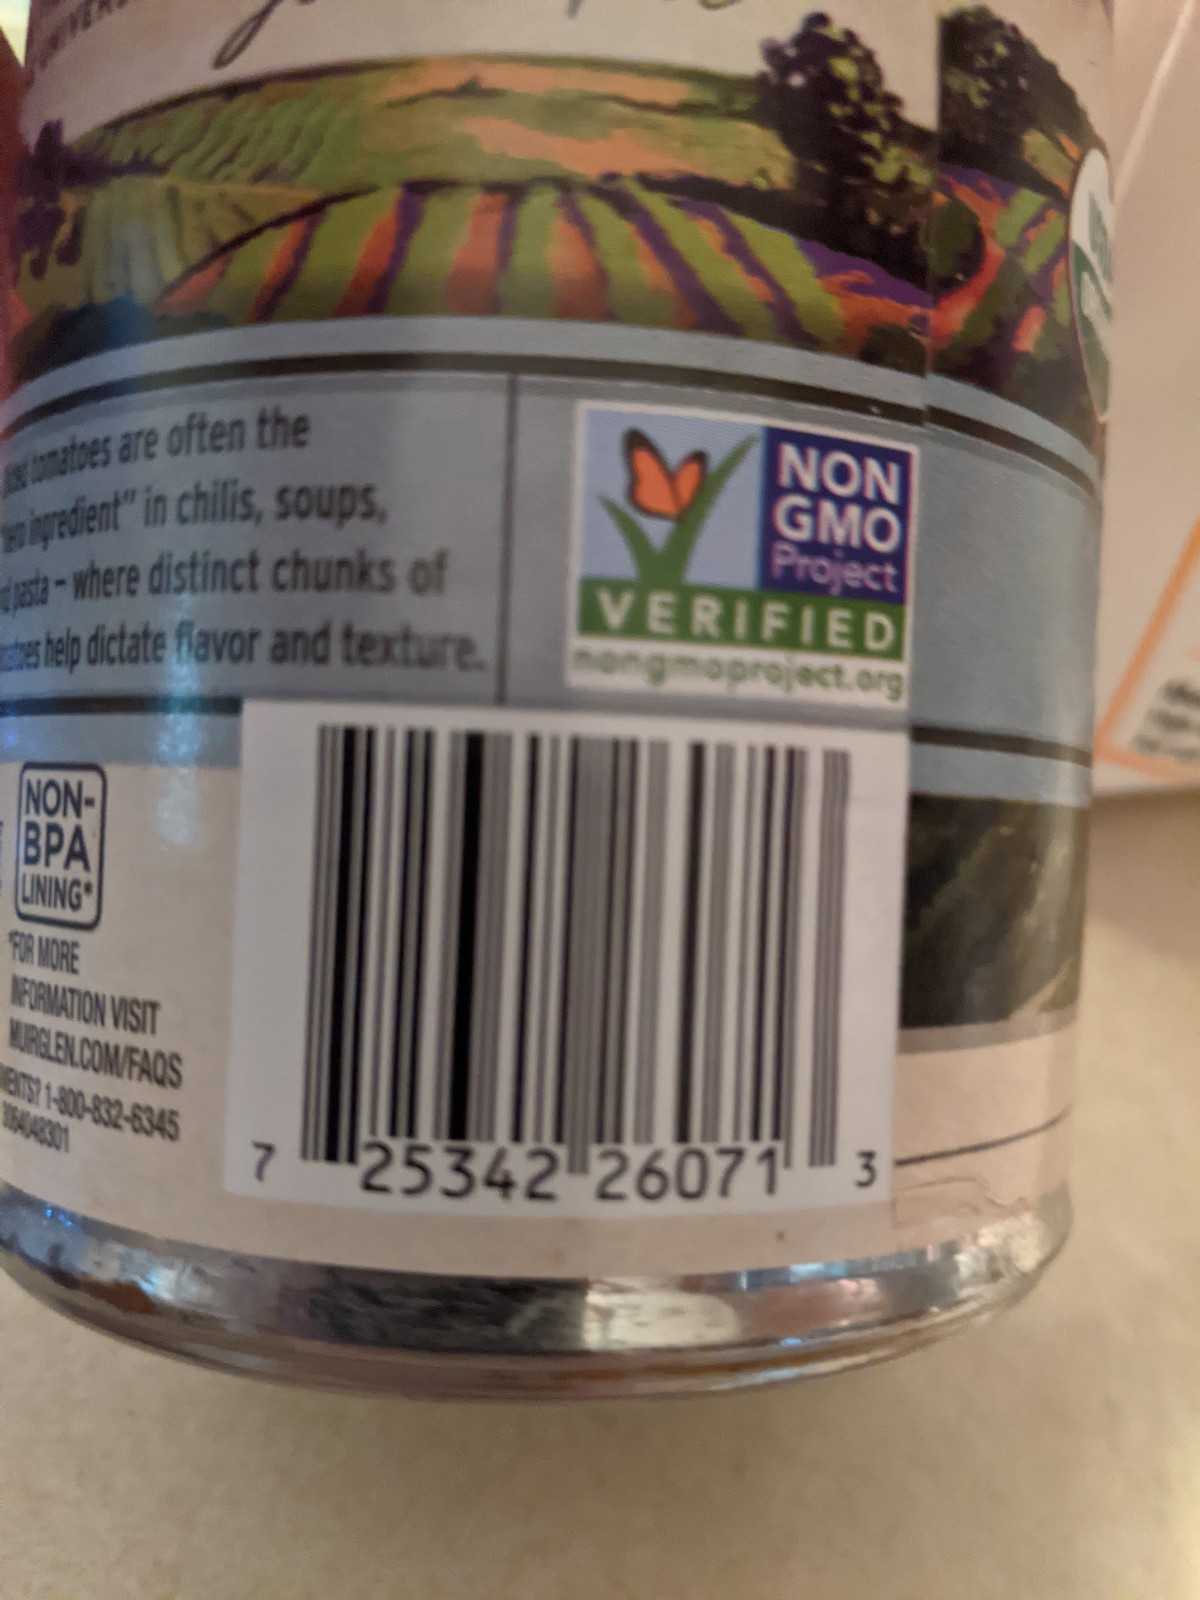 tomatoes are often the
ingredient" in chilis, soups,
pasta – where distinct chunks of
help dictate flavor and texture.
NON
GMO
Project
VERIFIED
nongmoproject.org
NON-
BPA
LINING*
*FOR MORE
INFORMATION VISIT
MUIRGLEN.COM/FAQS
1-800-832-6345
3064048301
7 25342 26071 3